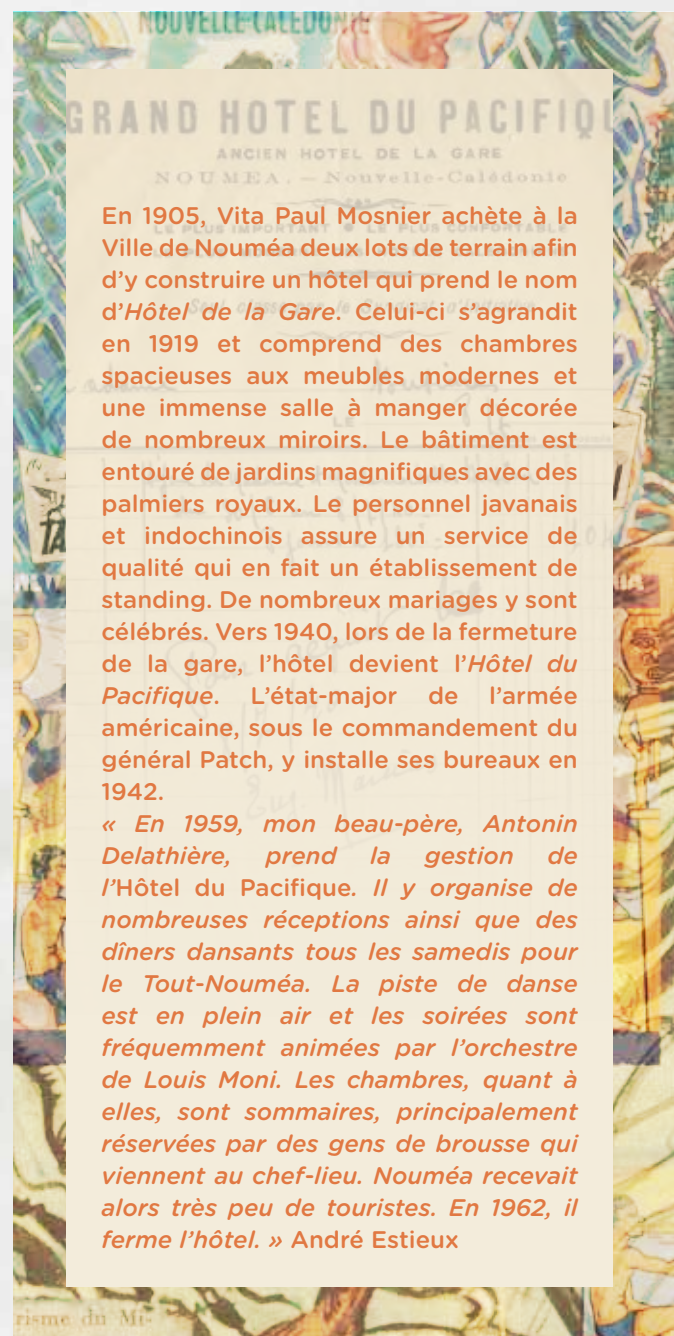 NOUVELLE-CALÉDONIE
GRAND HOTEL DU PACIFIQU
ANCIEN HOTEL DE LA GARE
NOUMEA. — Nouvelle-Calédonie
LE PLUS IMPORTANT • LE PLUS CONFORTABLE
En 1905, Vita Paul Mosnier achète à la
Ville de Nouméa deux lots de terrain afin
d’y construire un hôtel qui prend le nom
d’Hôtel de la Gare. Celui-ci s’agrandit
en 1919 et comprend des chambres
spacieuses aux meubles modernes et
une immense salle à manger décorée
de nombreux miroirs. Le bâtiment est
entouré de jardins magnifiques avec des
palmiers royaux. Le personnel javanais
et indochinois assure un service de
qualité qui en fait un établissement de
standing. De nombreux mariages y sont
célébrés. Vers 1940, lors de la fermeture
de la gare, l’hôtel devient l’Hôtel du
Pacifique. L’état-major de l’armée
américaine, sous le commandement du
général Patch, y installe ses bureaux en
1942.
« En 1959, mon beau-père, Antonin
Delathière, prend la gestion de
l’Hôtel du Pacifique. Il y organise de
nombreuses réceptions ainsi que des
dîners dansants tous les samedis pour
le Tout-Nouméa. La piste de danse
est en plein air et les soirées sont
fréquemment animées par l’orchestre
de Louis Moni. Les chambres, quant à
elles, sont sommaires, principalement
réservées par des gens de brousse qui
viennent au chef-lieu. Nouméa recevait
alors très peu de touristes. En 1962, il
ferme l’hôtel. » André Estieux
risme du Mi-